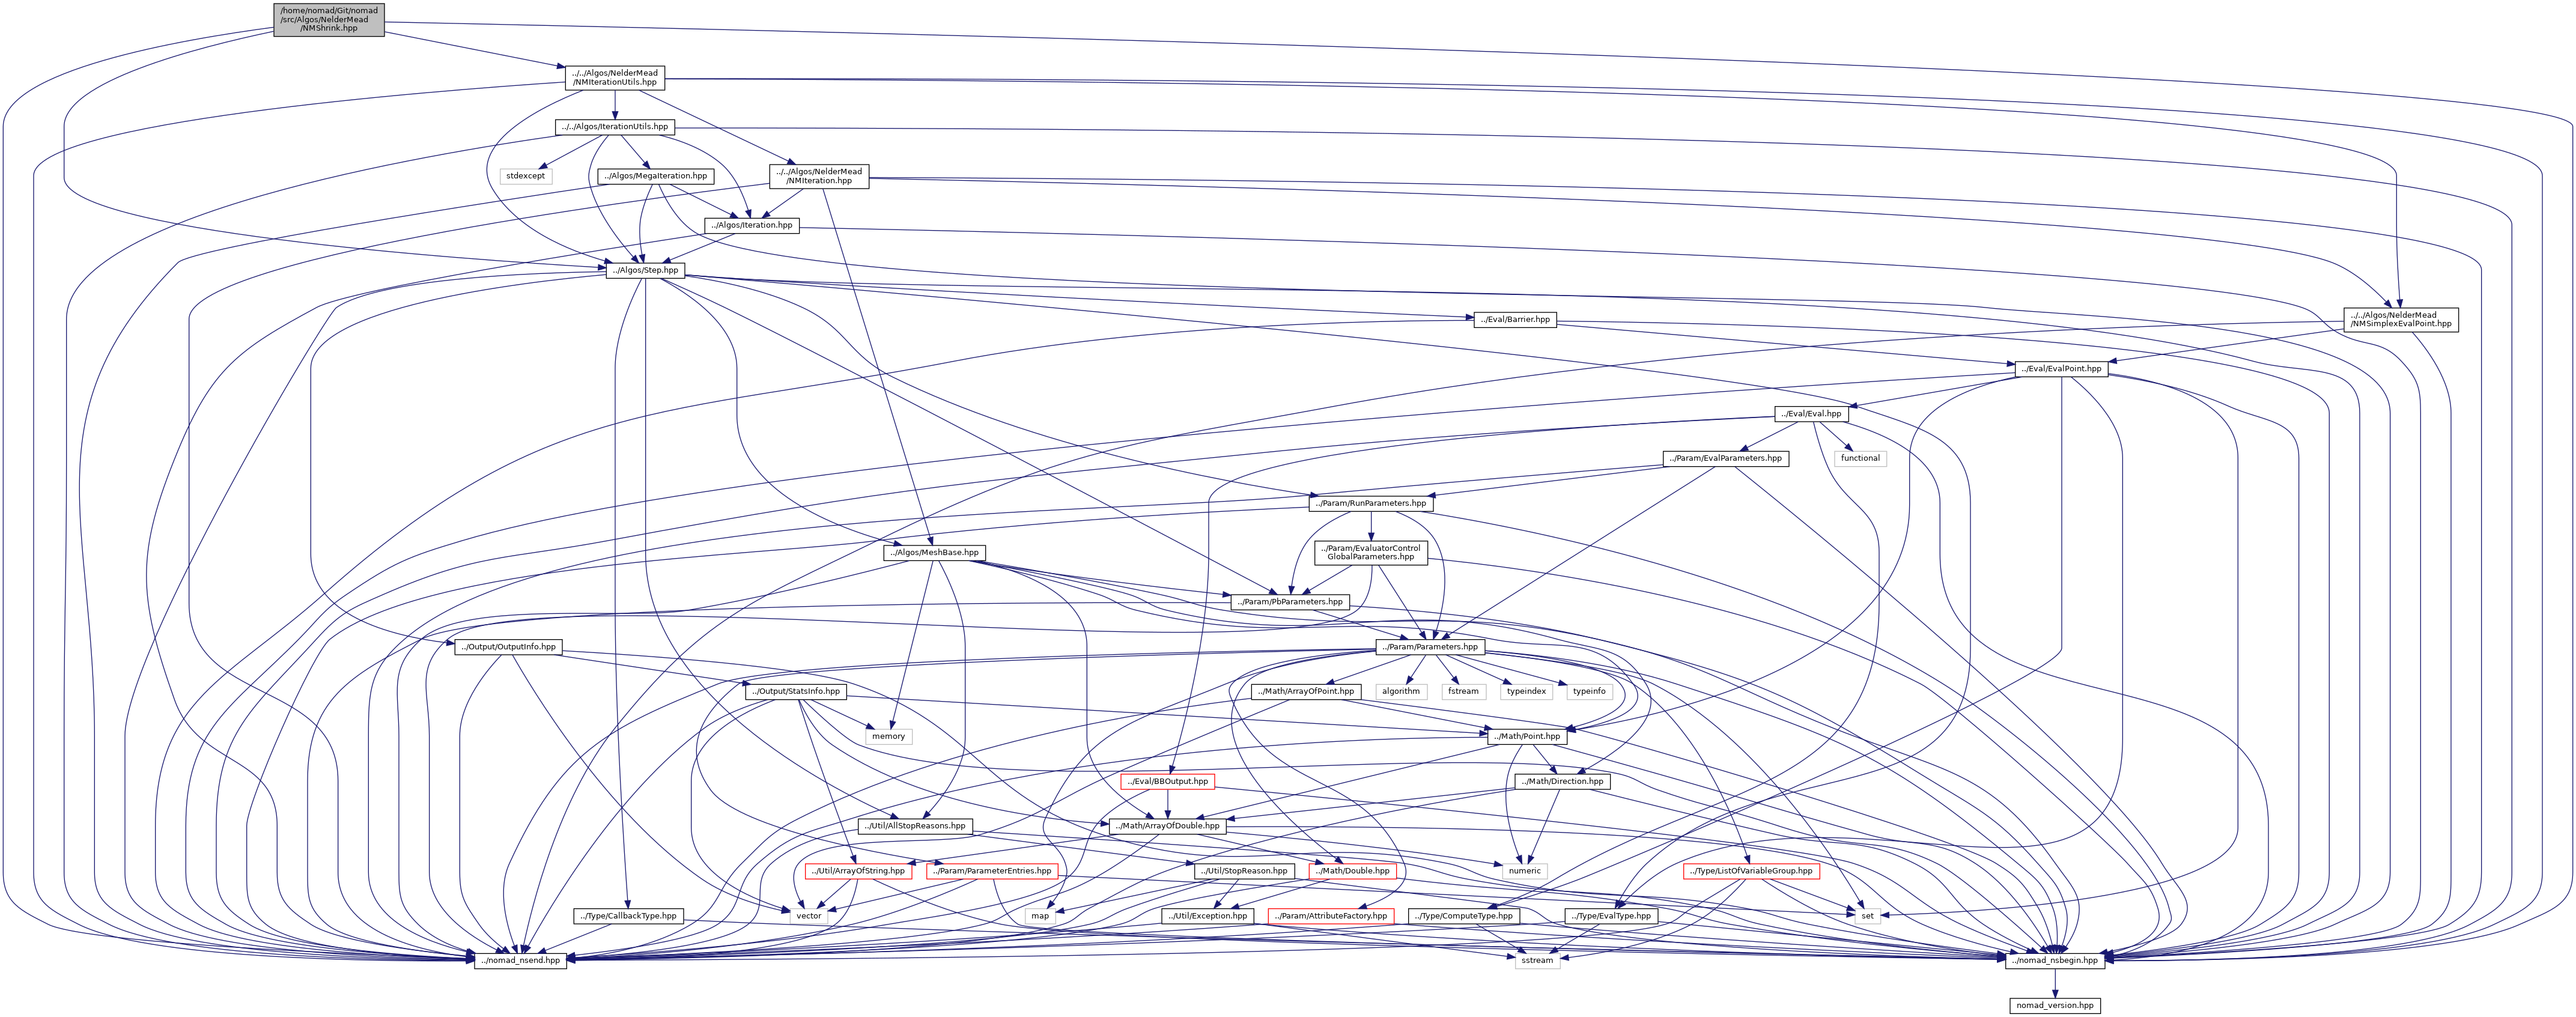 /home/nomad/Git/nomad
/src/Algos/NelderMead
/NMShrink.hpp
../../Algos/NelderMead
/NMIterationUtils.hpp
../../Algos/IterationUtils.hpp
stdexcept
../Algos/MegaIteration.hpp
../../Algos/NelderMead
/NMIteration.hpp
../Algos/Iteration.hpp
../Algos/Step.hpp
../Eval/Barrier.hpp
../../Algos/NelderMead
/NMSimplexEvalPoint.hpp
../Eval/EvalPoint.hpp
../Eval/Eval.hpp
../Param/EvalParameters.hpp
functional
../Param/RunParameters.hpp
../Algos/MeshBase.hpp
../Param/EvaluatorControl
GlobalParameters.hpp
../Param/PbParameters.hpp
../Output/OutputInfo.hpp
../Param/Parameters.hpp
../Output/StatsInfo.hpp
../Math/ArrayOfPoint.hpp
algorithm
fstream
typeindex
typeinfo
memory
../Math/Point.hpp
../Eval/BBOutput.hpp
../Math/Direction.hpp
../Util/AllStopReasons.hpp
../Math/ArrayOfDouble.hpp
../Util/ArrayOfString.hpp
../Param/ParameterEntries.hpp
../Util/StopReason.hpp
../Math/Double.hpp
numeric
../Type/ListOfVariableGroup.hpp
../Type/CallbackType.hpp
vector
map
../Util/Exception.hpp
../Param/AttributeFactory.hpp
../Type/ComputeType.hpp
../Type/EvalType.hpp
set
../nomad_nsend.hpp
sstream
../nomad_nsbegin.hpp
nomad_version.hpp